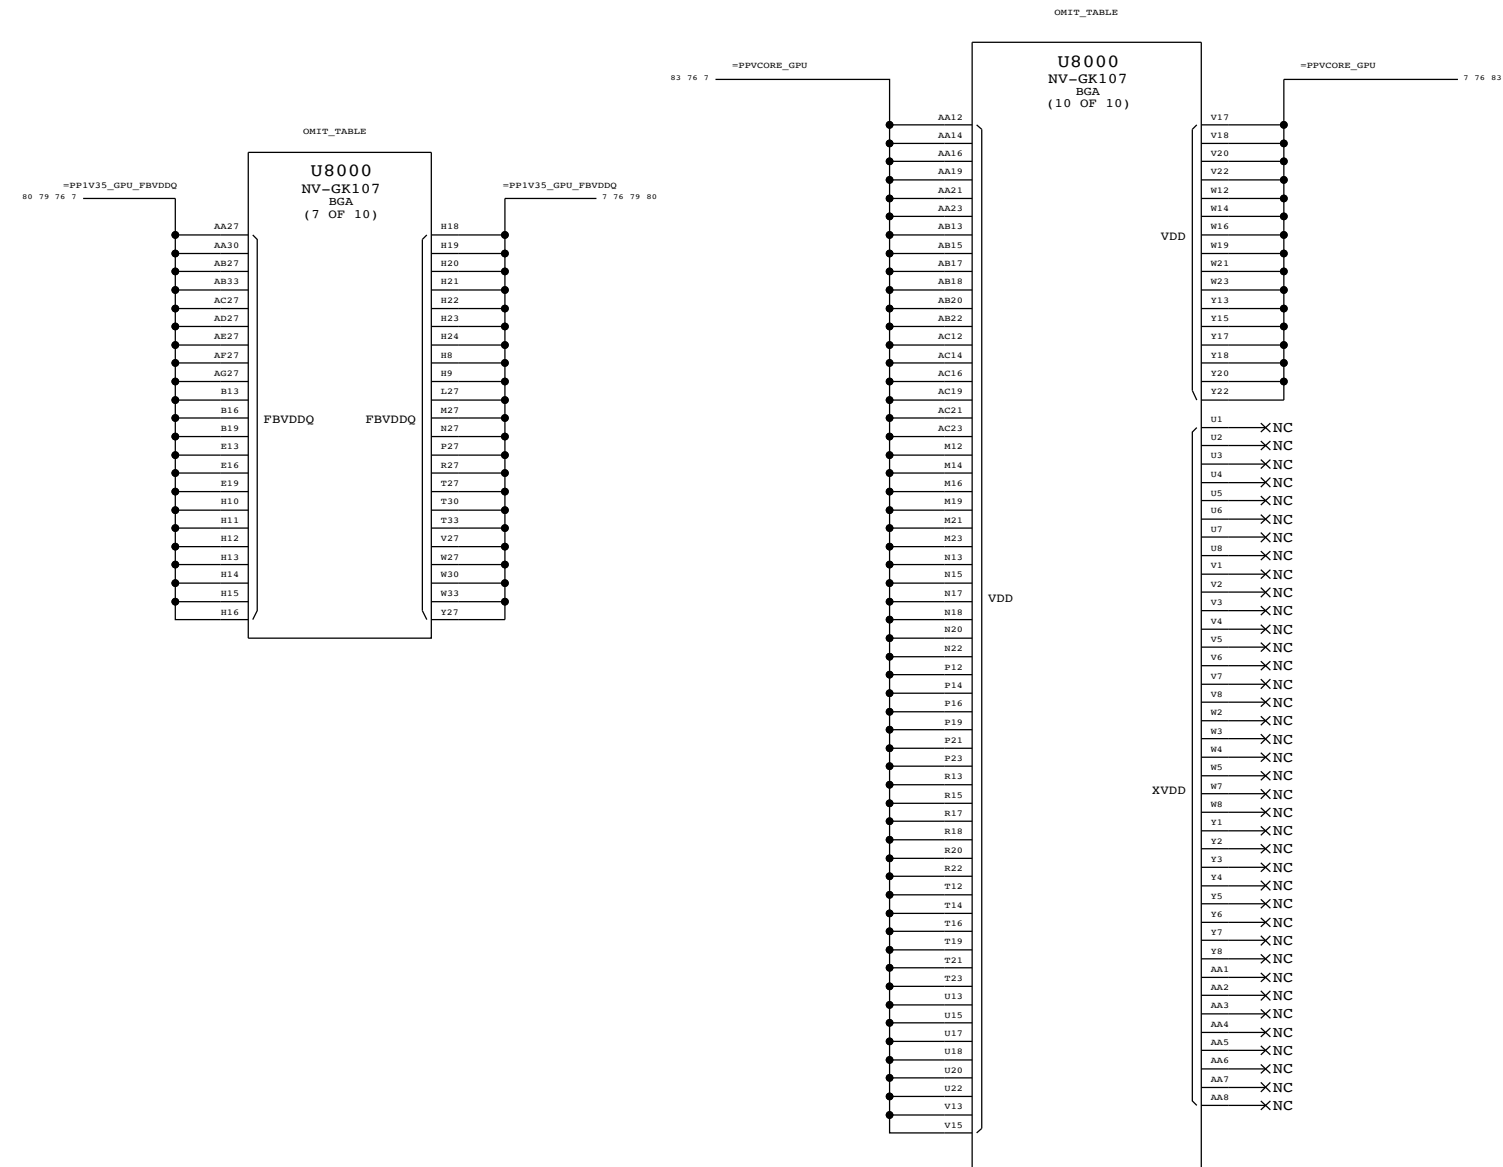 OMIT_TABLE
U8000
NV-GK107
BGA
(7 OF 10)
=PP1V35_GPU_FBVDDQ
80 79 76 7
=PP1V35_GPU_FBVDDQ
7 76 79 80
AA27
AA30
AB27
AB33
AC27
AD27
AE27
AF27
AG27
B13
B16
B19
E13
E16
E19
H10
H11
H12
H13
H14
H15
H16
FBVDDQ
FBVDDQ
H18
H19
H20
H21
H22
H23
H24
H8
H9
L27
M27
N27
P27
R27
T27
T30
T33
V27
W27
W30
W33
Y27
OMIT_TABLE
U8000
NV-GK107
BGA
(10 OF 10)
=PPVCORE_GPU
83 76 7
=PPVCORE_GPU
7 76 83
AA12
AA14
AA16
AA19
AA21
AA23
AB13
AB15
AB17
AB18
AB20
AB22
AC12
AC14
AC16
AC19
AC21
AC23
M12
M14
M16
M19
M21
M23
N13
N15
N17
N18
N20
N22
P12
P14
P16
P19
P21
P23
R13
R15
R17
R18
R20
R22
T12
T14
T16
T19
T21
T23
U13
U15
U17
U18
U20
U22
V13
V15
VDD
VDD
V17
V18
V20
V22
W12
W14
W16
W19
W21
W23
Y13
Y15
Y17
Y18
Y20
Y22
XVDD
U1 NC
U2 NC
U3 NC
U4 NC
U5 NC
U6 NC
U7 NC
U8 NC
V1 NC
V2 NC
V3 NC
V4 NC
V5 NC
V6 NC
V7 NC
V8 NC
W2 NC
W3 NC
W4 NC
W5 NC
W7 NC
W8 NC
Y1 NC
Y2 NC
Y3 NC
Y4 NC
Y5 NC
Y6 NC
Y7 NC
Y8 NC
AA1 NC
AA2 NC
AA3 NC
AA4 NC
AA5 NC
AA6 NC
AA7 NC
AA8 NC